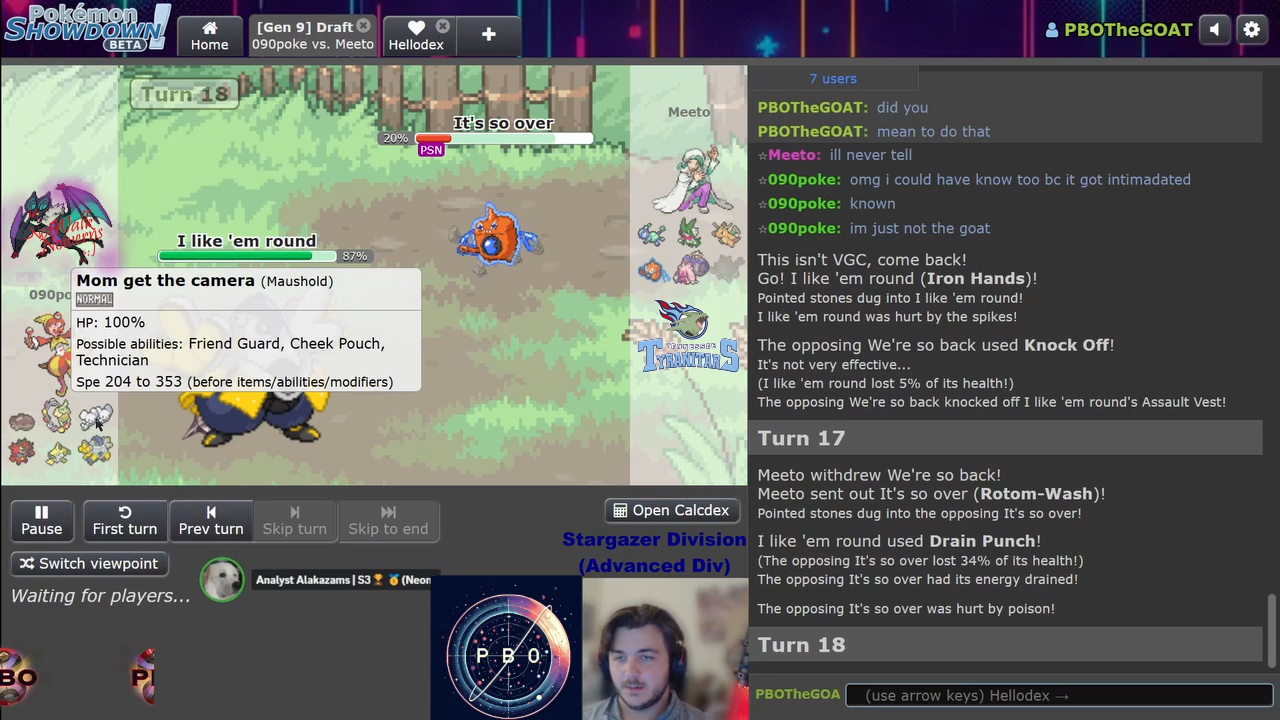 Pokémon
SHOWDOWN!
BETA
Home
[Gen 9] Draft
090poke vs. Meeto
Hellodex
PBOTheGOAT
Turn 18
It's so over
20%
PSN
Meeto
I like 'em round
87%
Mom get the camera (Maushold)
NORMAL
HP: 100%
Possible abilities: Friend Guard, Cheek Pouch,
Technician
Spe 204 to 353 (before items/abilities/modifiers)
090po
TENNESSEE
TYRANITARS
Pause
First turn
Prev turn
Skip turn
Skip to end
Open Calcdex
Switch viewpoint
Stargazer Division
(Advanced Div)
Analyst Alakazams | S3🏆 🥇(Neon
Waiting for players...
PBO
BO
P
7 users
PBOTheGOAT: did you
PBOTheGOAT: mean to do that
☆Meeto: ill never tell
☆090poke: omg i could have know too bc it got intimadated
☆090poke: known
☆090poke: im just not the goat
This isn't VGC, come back!
Go! I like 'em round (Iron Hands)!
Pointed stones dug into I like 'em round!
I like 'em round was hurt by the spikes!
The opposing We're so back used Knock Off!
It's not very effective...
(I like 'em round lost 5% of its health!)
The opposing We're so back knocked off I like 'em round's Assault Vest!
Turn 17
Meeto withdrew We're so back!
Meeto sent out It's so over (Rotom-Wash)!
Pointed stones dug into the opposing It's so over!
I like 'em round used Drain Punch!
(The opposing It's so over lost 34% of its health!)
The opposing It's so over had its energy drained!
The opposing It's so over was hurt by poison!
Turn 18
PBOTheGOA
(use arrow keys) Hellodex →